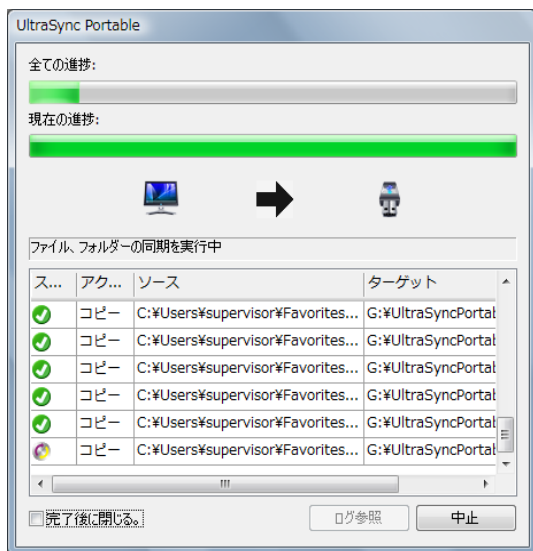 UltraSync Portable
全ての進捗:
現在の進捗:
ファイル、フォルダーの同期を実行中
ス... アク... ソース ターゲット
コピー C:¥Users¥supervisor¥Favorites... G:¥UltraSyncPortal
コピー C:¥Users¥supervisor¥Favorites... G:¥UltraSyncPortal
コピー C:¥Users¥supervisor¥Favorites... G:¥UltraSyncPortal
コピー C:¥Users¥supervisor¥Favorites... G:¥UltraSyncPortal
コピー C:¥Users¥supervisor¥Favorites... G:¥UltraSyncPortal
コピー C:¥Users¥supervisor¥Favorites... G:¥UltraSyncPortal
完了後に閉じる。 ログ参照 中止